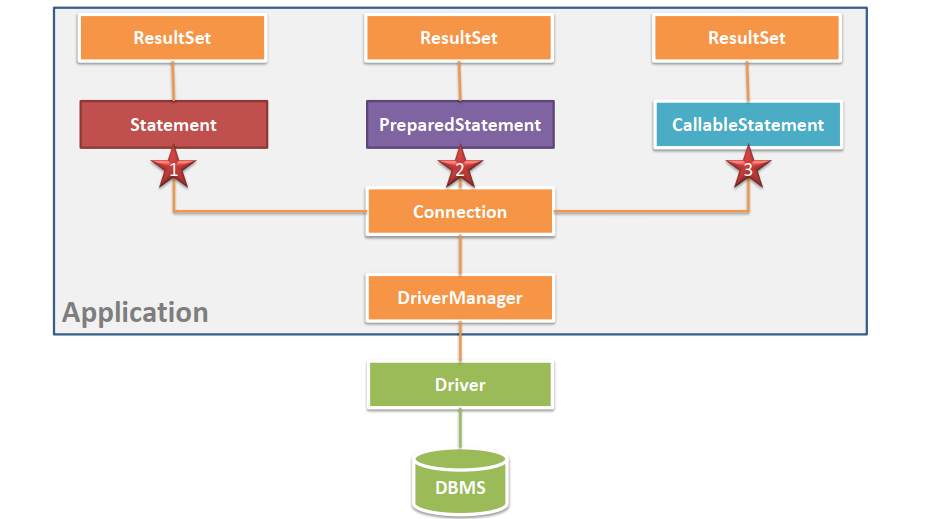 ResultSet
ResultSet
ResultSet
Statement
PreparedStatement
CallableStatement
1
2
3
Connection
DriverManager
Application
Driver
DBMS